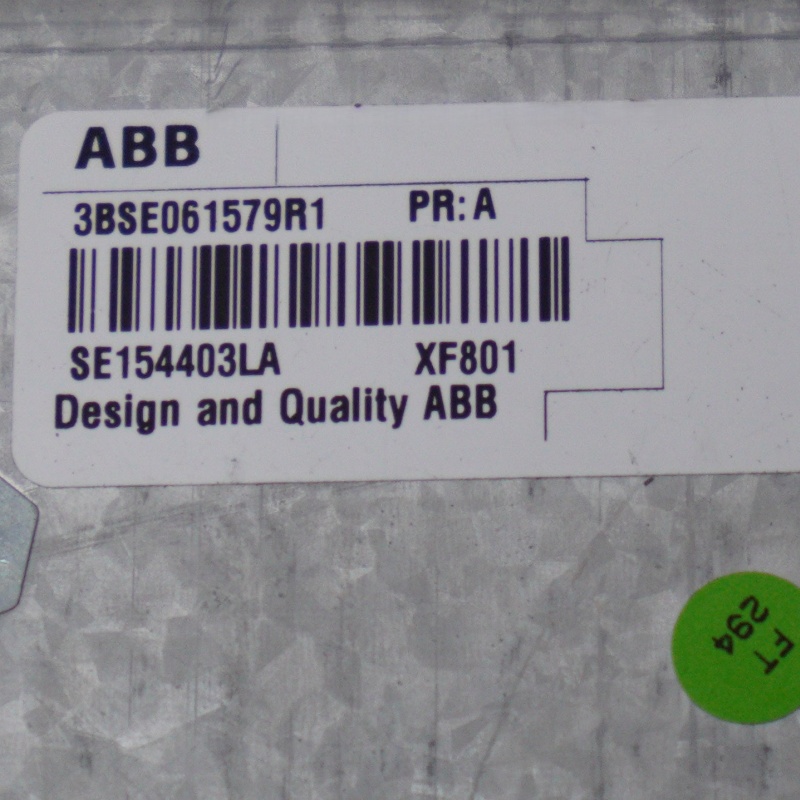 ABB
3BSE061579R1 PR: A
SE154403LA XF801
Design and Quality ABB
FT
294